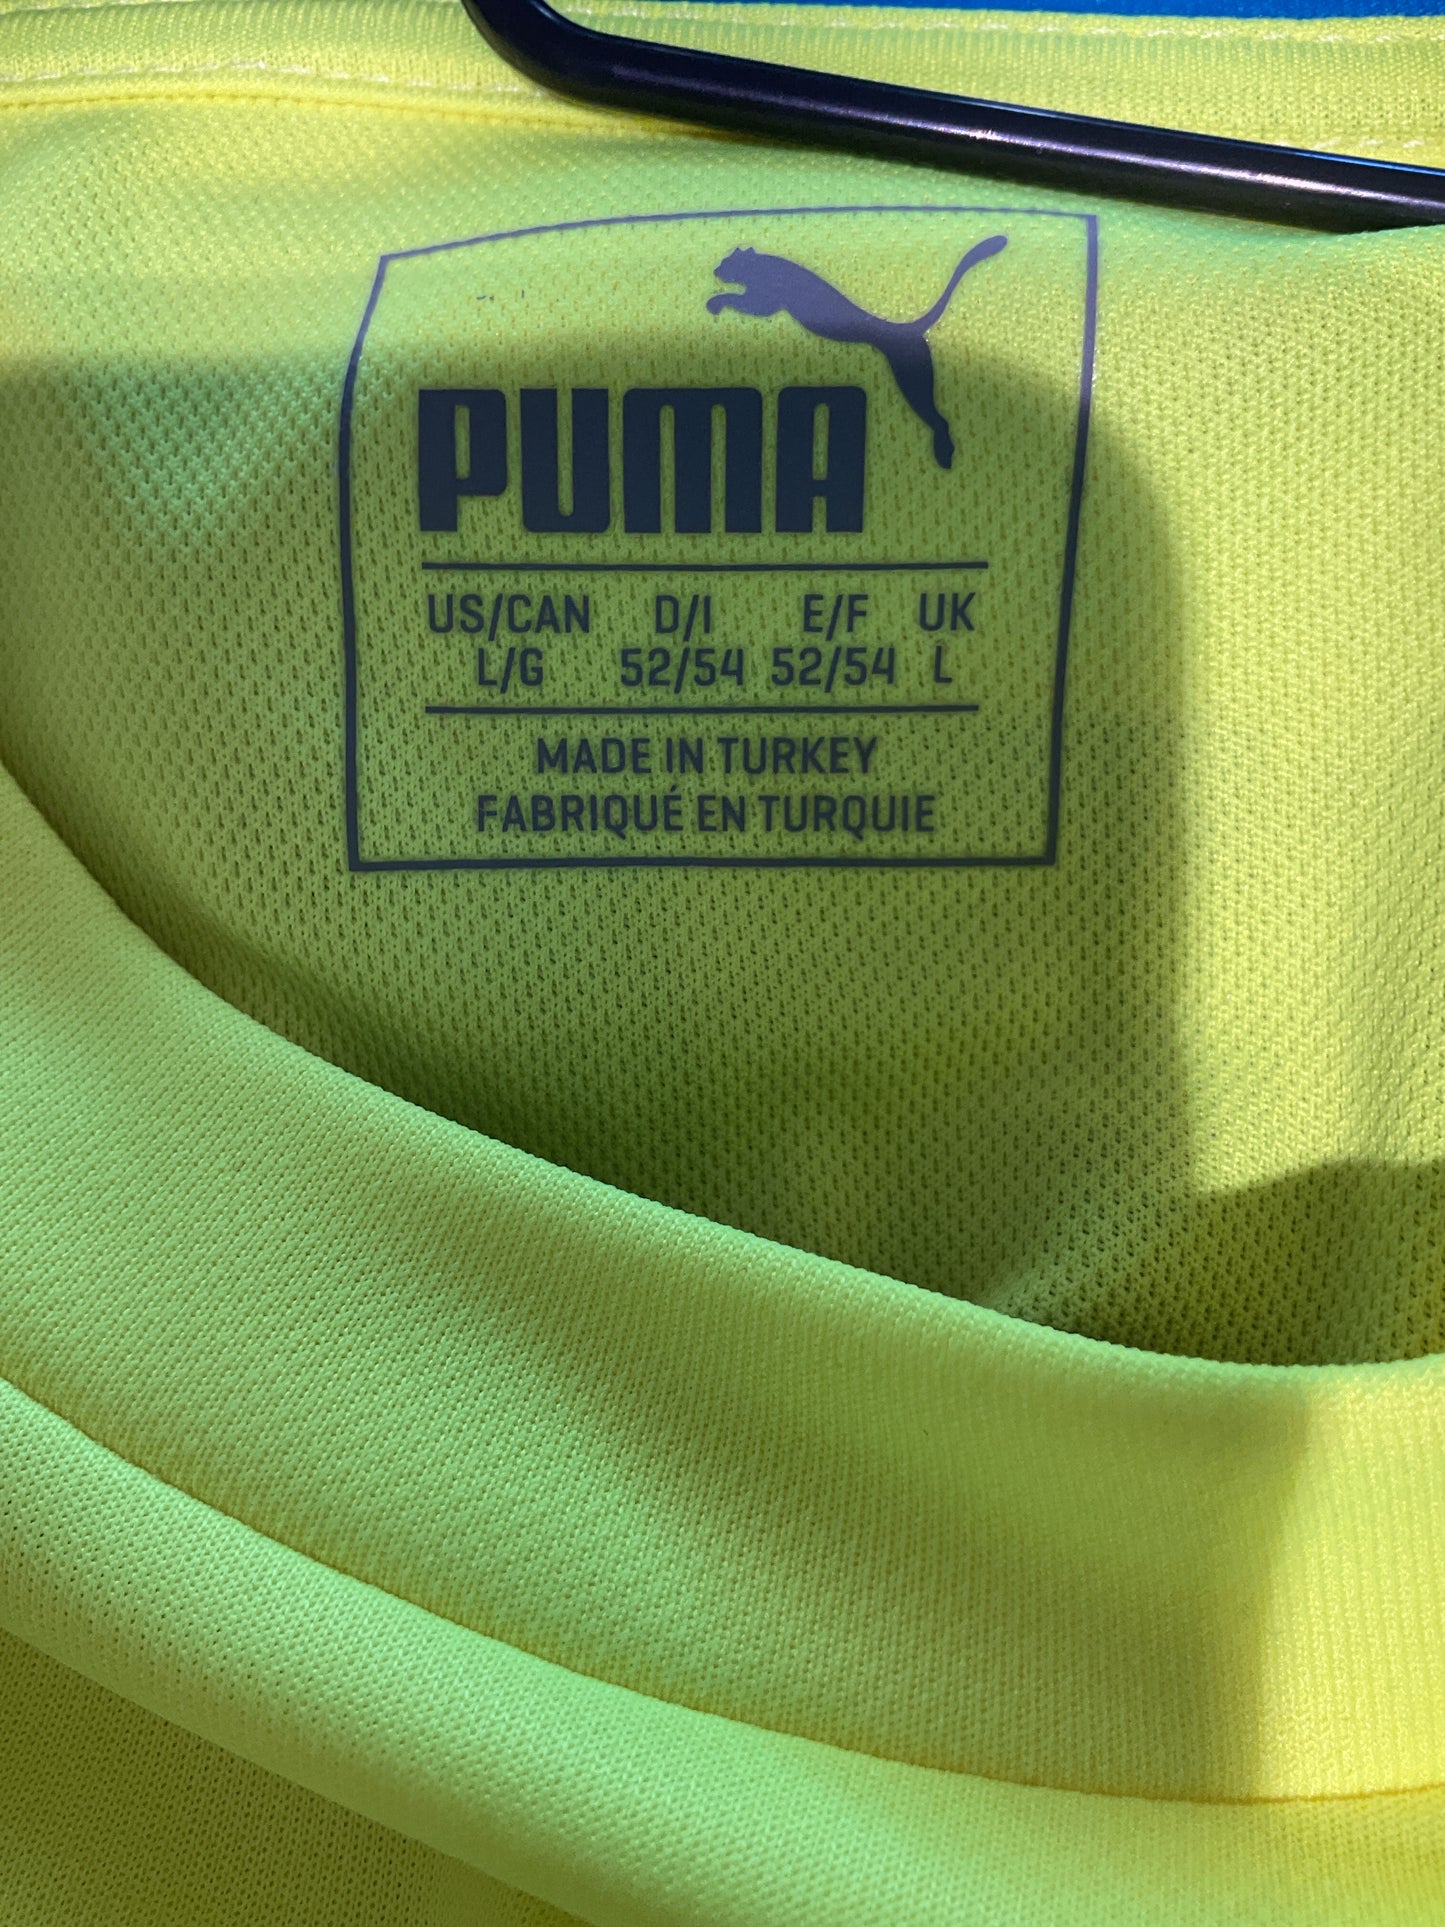 PUMA
US/CAN D/I E/F UK
L/G 52/54 52/54 L
MADE IN TURKEY
FABRIQUÉ EN TURQUIE